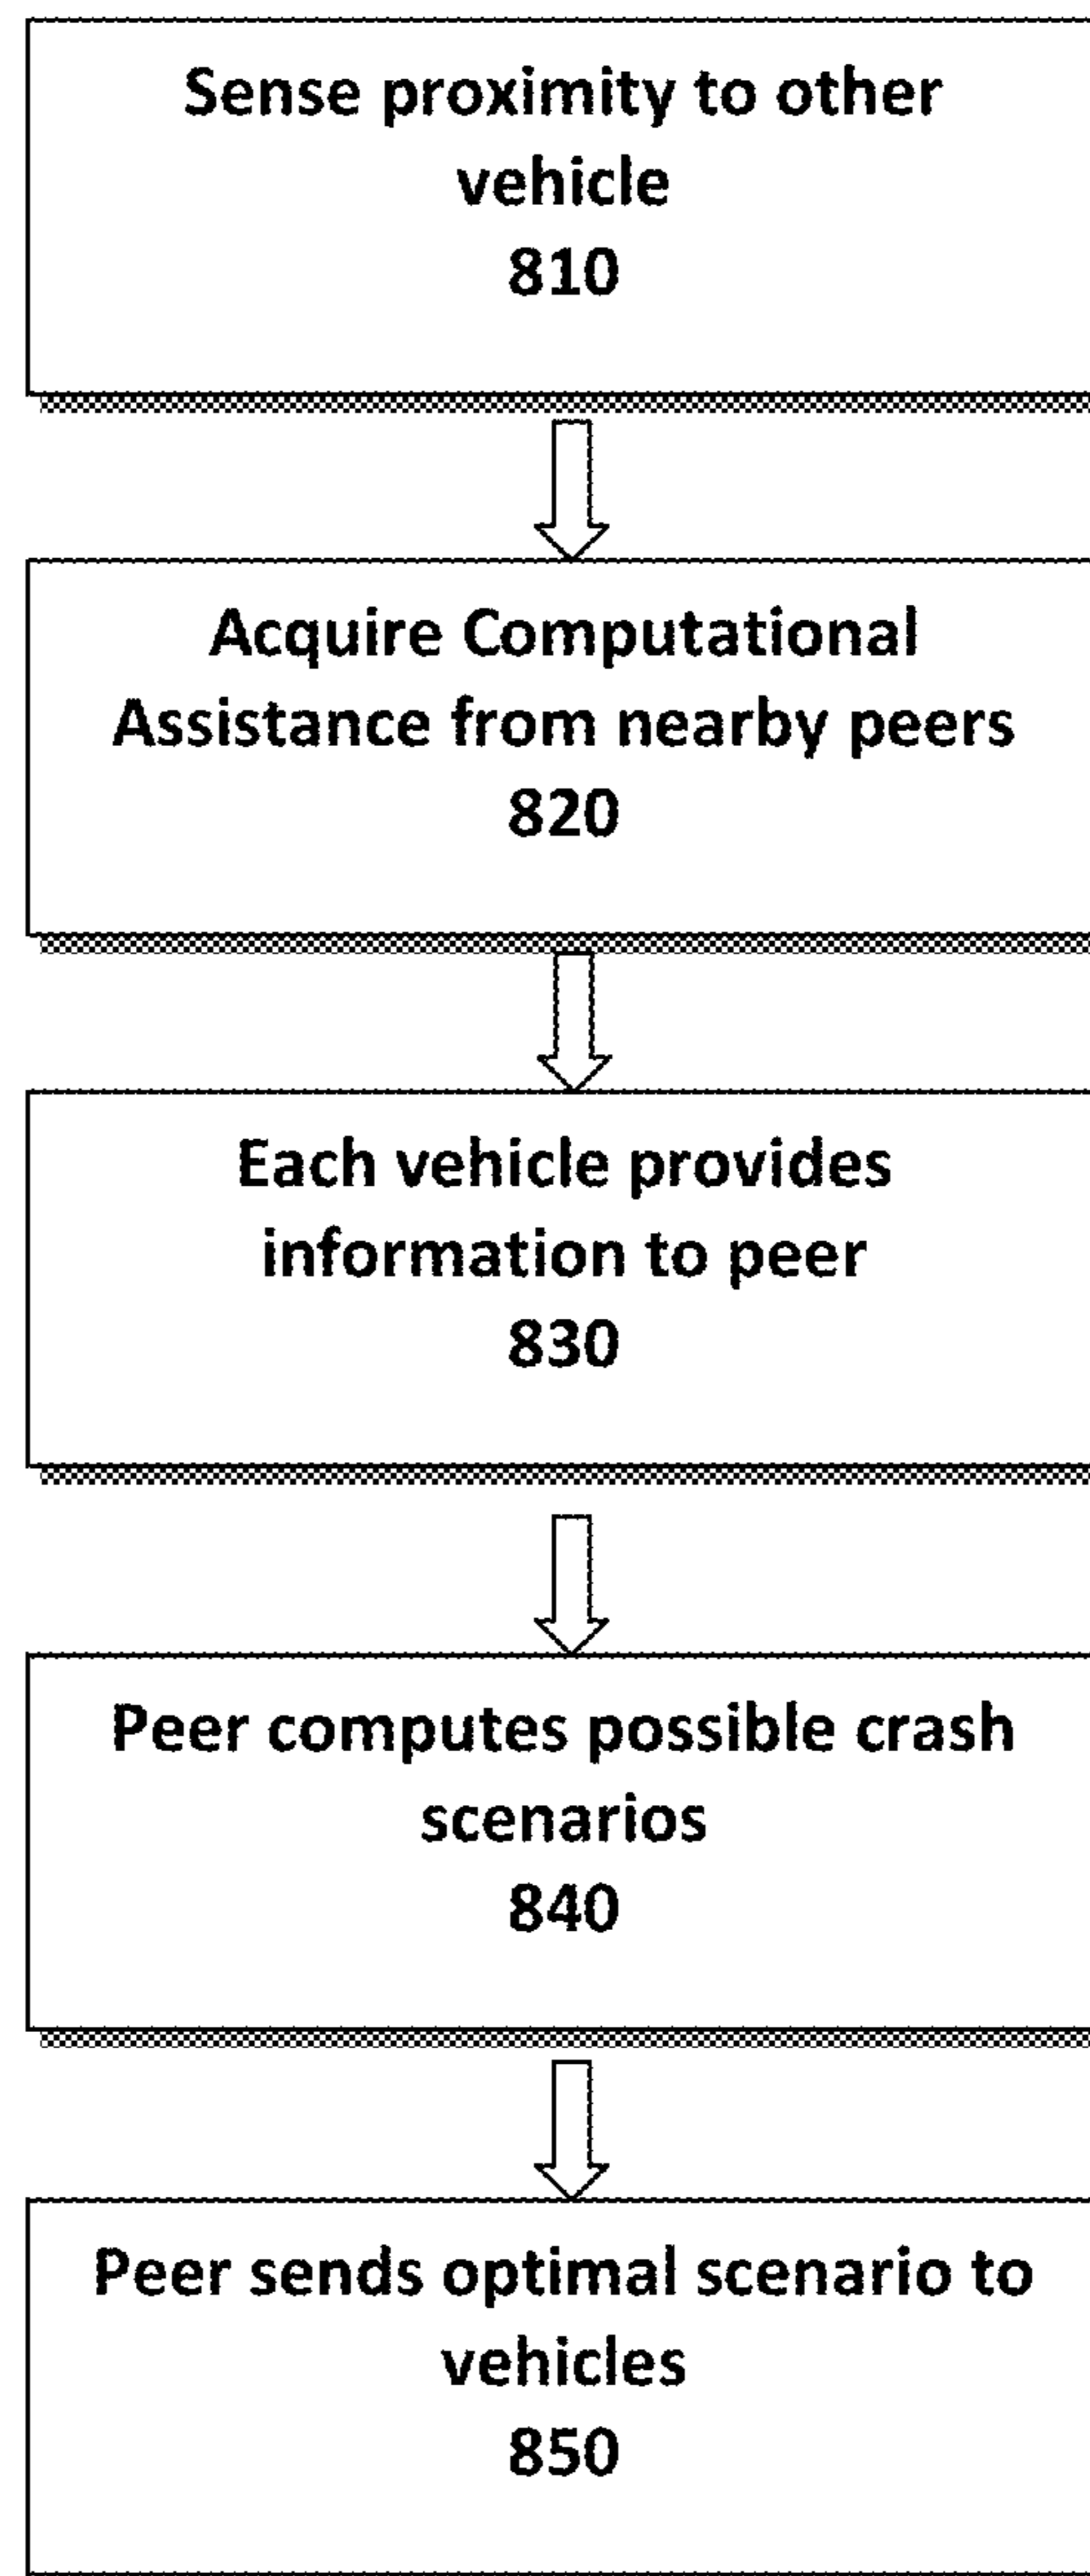 Sense proximity to other
vehicle
810
Acquire Computational
Assistance from nearby peers
820
Each vehicle provides
information to peer
830
Peer computes possible crash
scenarios
840
Peer sends optimal scenario to
vehicles
850